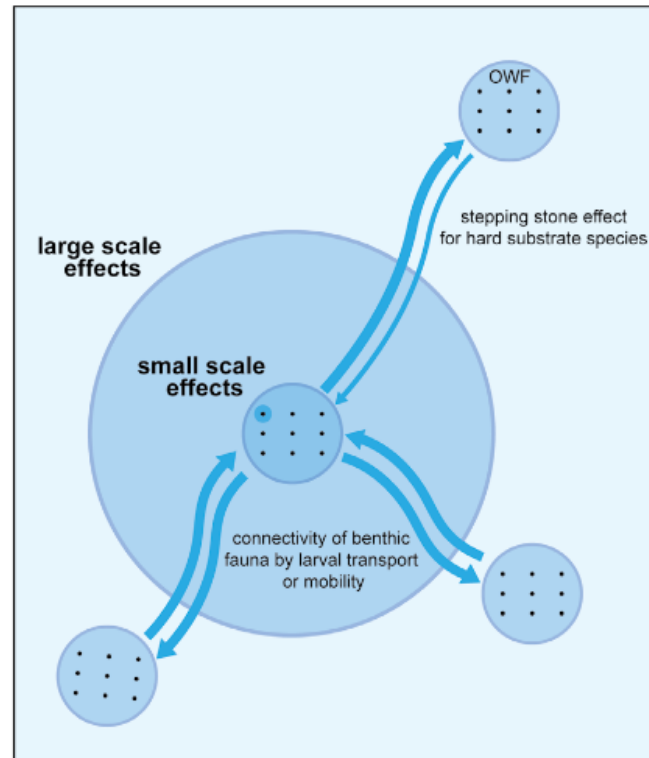 OWF
stepping stone effect
for hard substrate species
large scale
effects
small scale
effects
connectivity of benthic
fauna by larval transport
or mobility